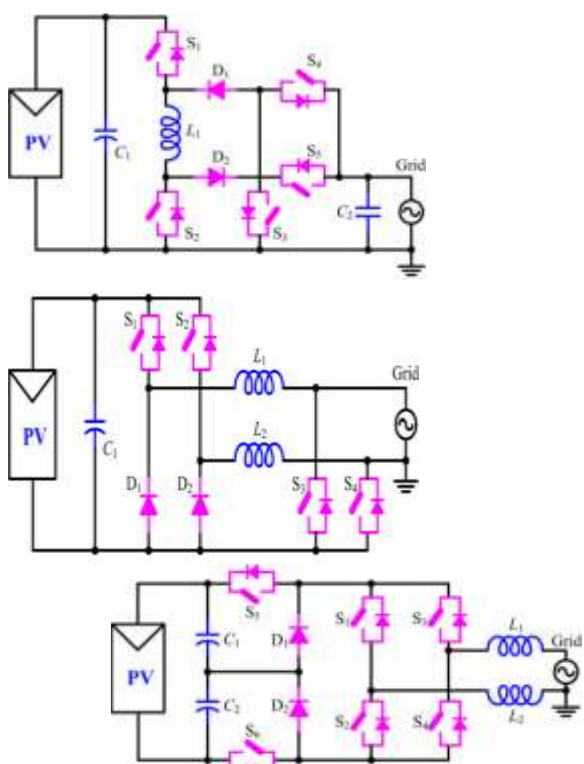 S₁
D₁
S₄
PV
C₁
L₁
D₂
S₅
Grid
S₂
S₃
C₂
S₁
S₂
L₁
Grid
PV
C₁
L₂
D₁
D₂
S₃
S₄
S₅
S₁
S₃
L₁
C₁
D₁
Grid
PV
C₂
D₂
S₂
S₄
L₂
S₆